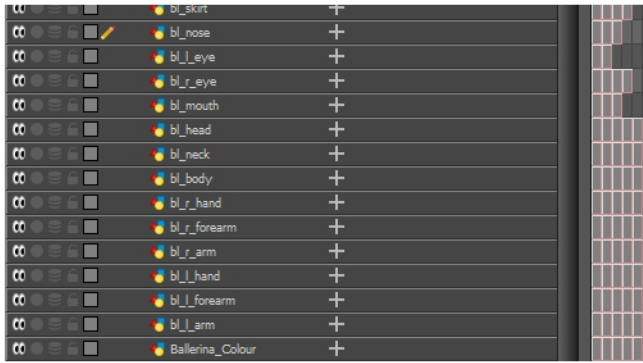 bl_skirt
bl_nose
bl_l_eye
bl_r_eye
bl_mouth
bl_head
bl_neck
bl_body
bl_r_hand
bl_r_forearm
bl_r_arm
bl_l_hand
bl_l_forearm
bl_l_arm
Ballerina_Colour